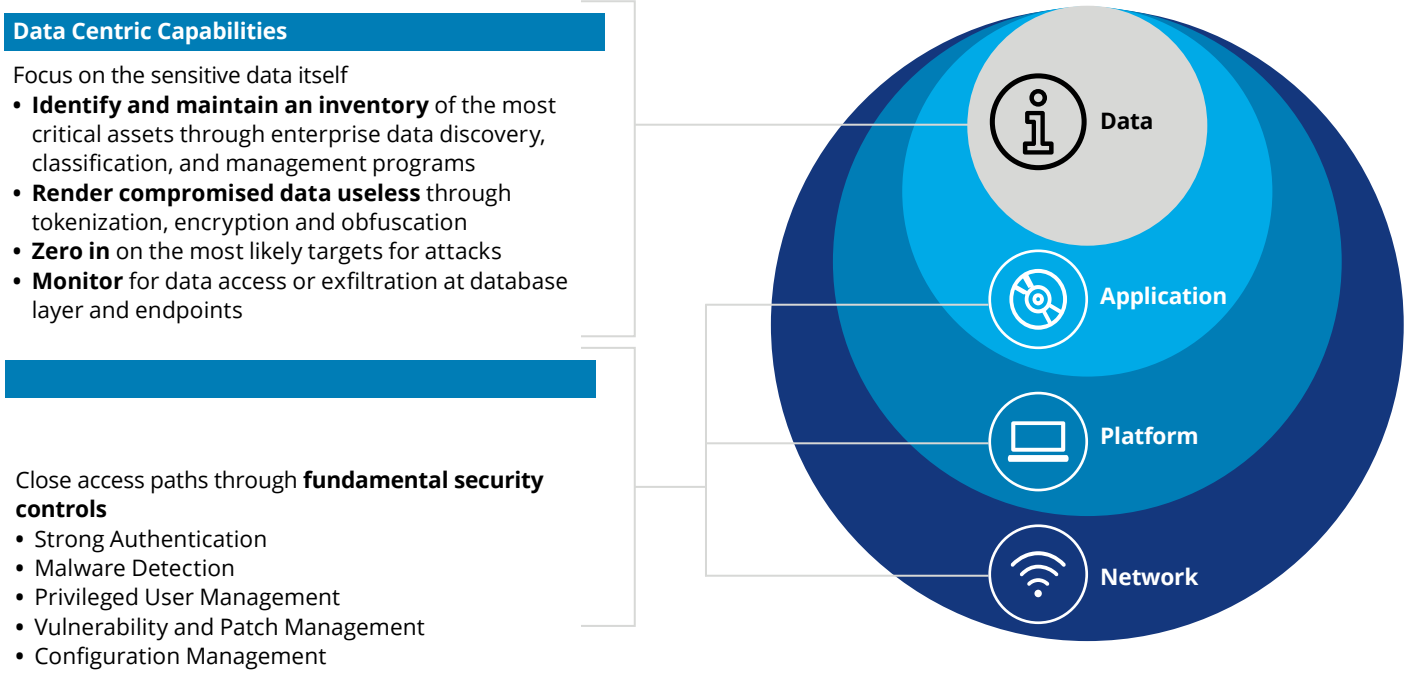 Data Centric Capabilities
Focus on the sensitive data itself
• Identify and maintain an inventory of the most
critical assets through enterprise data discovery,
classification, and management programs
• Render compromised data useless through
tokenization, encryption and obfuscation
• Zero in on the most likely targets for attacks
• Monitor for data access or exfiltration at database
layer and endpoints
Close access paths through fundamental security
controls
• Strong Authentication
• Malware Detection
• Privileged User Management
• Vulnerability and Patch Management
• Configuration Management
Data
Application
Platform
Network